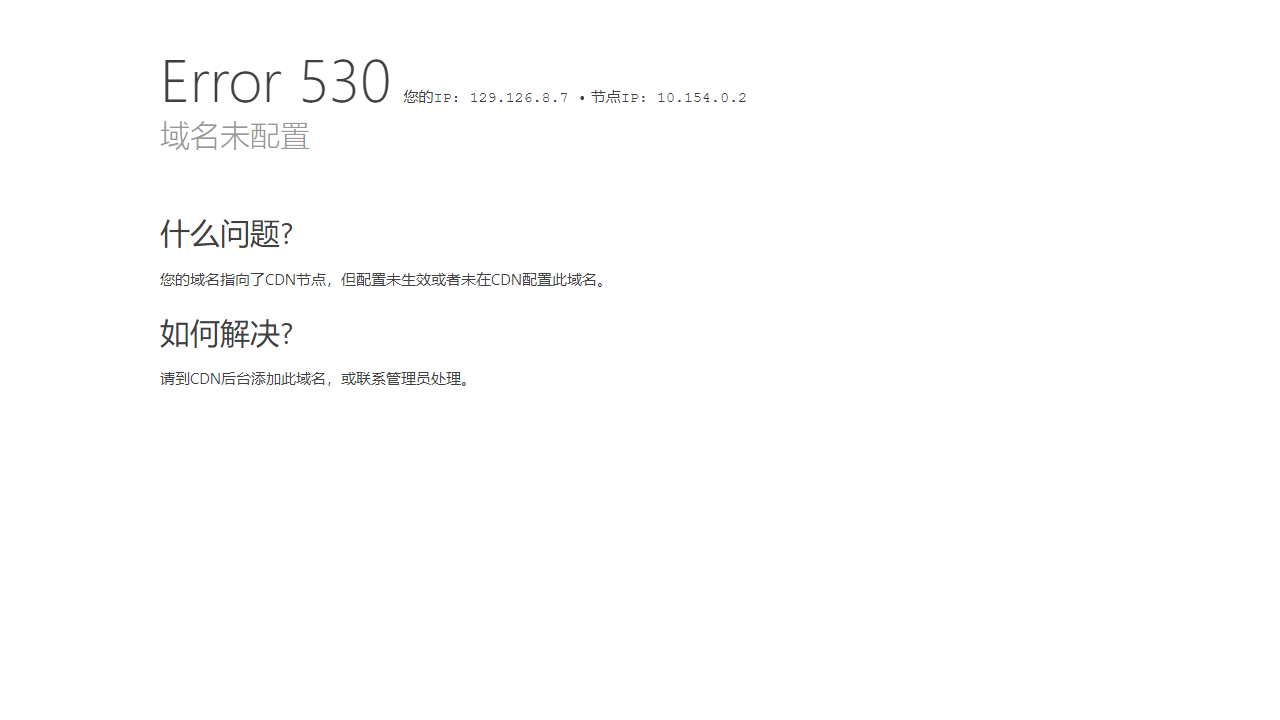 Error 530 您的IP: 129.126.8.7 • 节点IP: 10.154.0.2
域名未配置
什么问题?
您的域名指向了CDN节点，但配置未生效或者未在CDN配置此域名。
如何解决?
请到CDN后台添加此域名，或联系管理员处理。